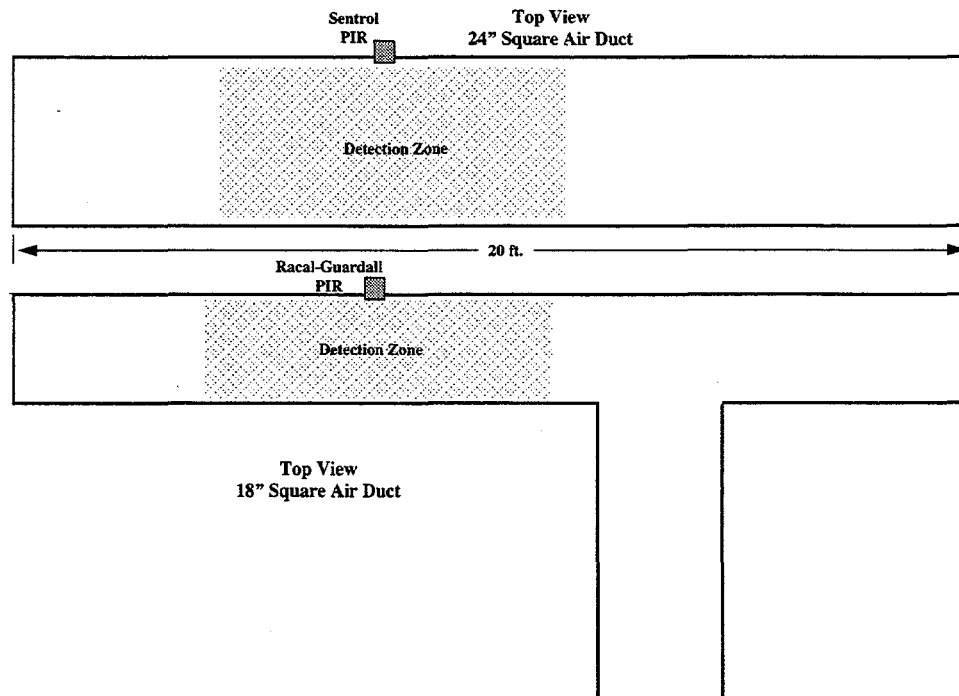 Sentrol
PIR
Top View
24” Square Air Duct
Detection Zone
20 ft.
Racal-Guardall
PIR
Detection Zone
Top View
18” Square Air Duct